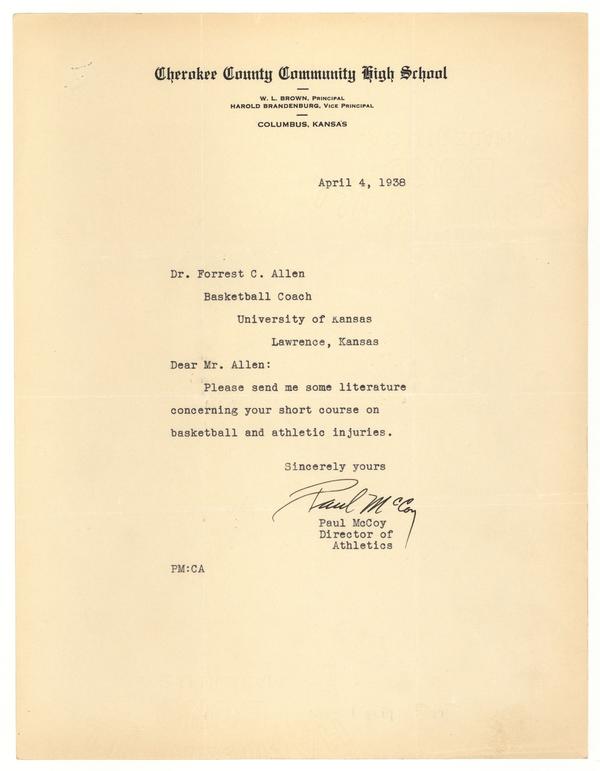 Cherokee County Community High School
W. L. BROWN, PRINCIPAL
HAROLD BRANDENBURG, VICE PRINCIPAL
COLUMBUS, KANSAS
April 4, 1938
Dr. Forrest C. Allen
Basketball Coach
University of Kansas
Lawrence, Kansas
Dear Mr. Allen:
Please send me some literature
concerning your short course on
basketball and athletic injuries.
Sincerely yours
Paul McCoy
Paul McCoy
Director of
Athletics
PM:CA